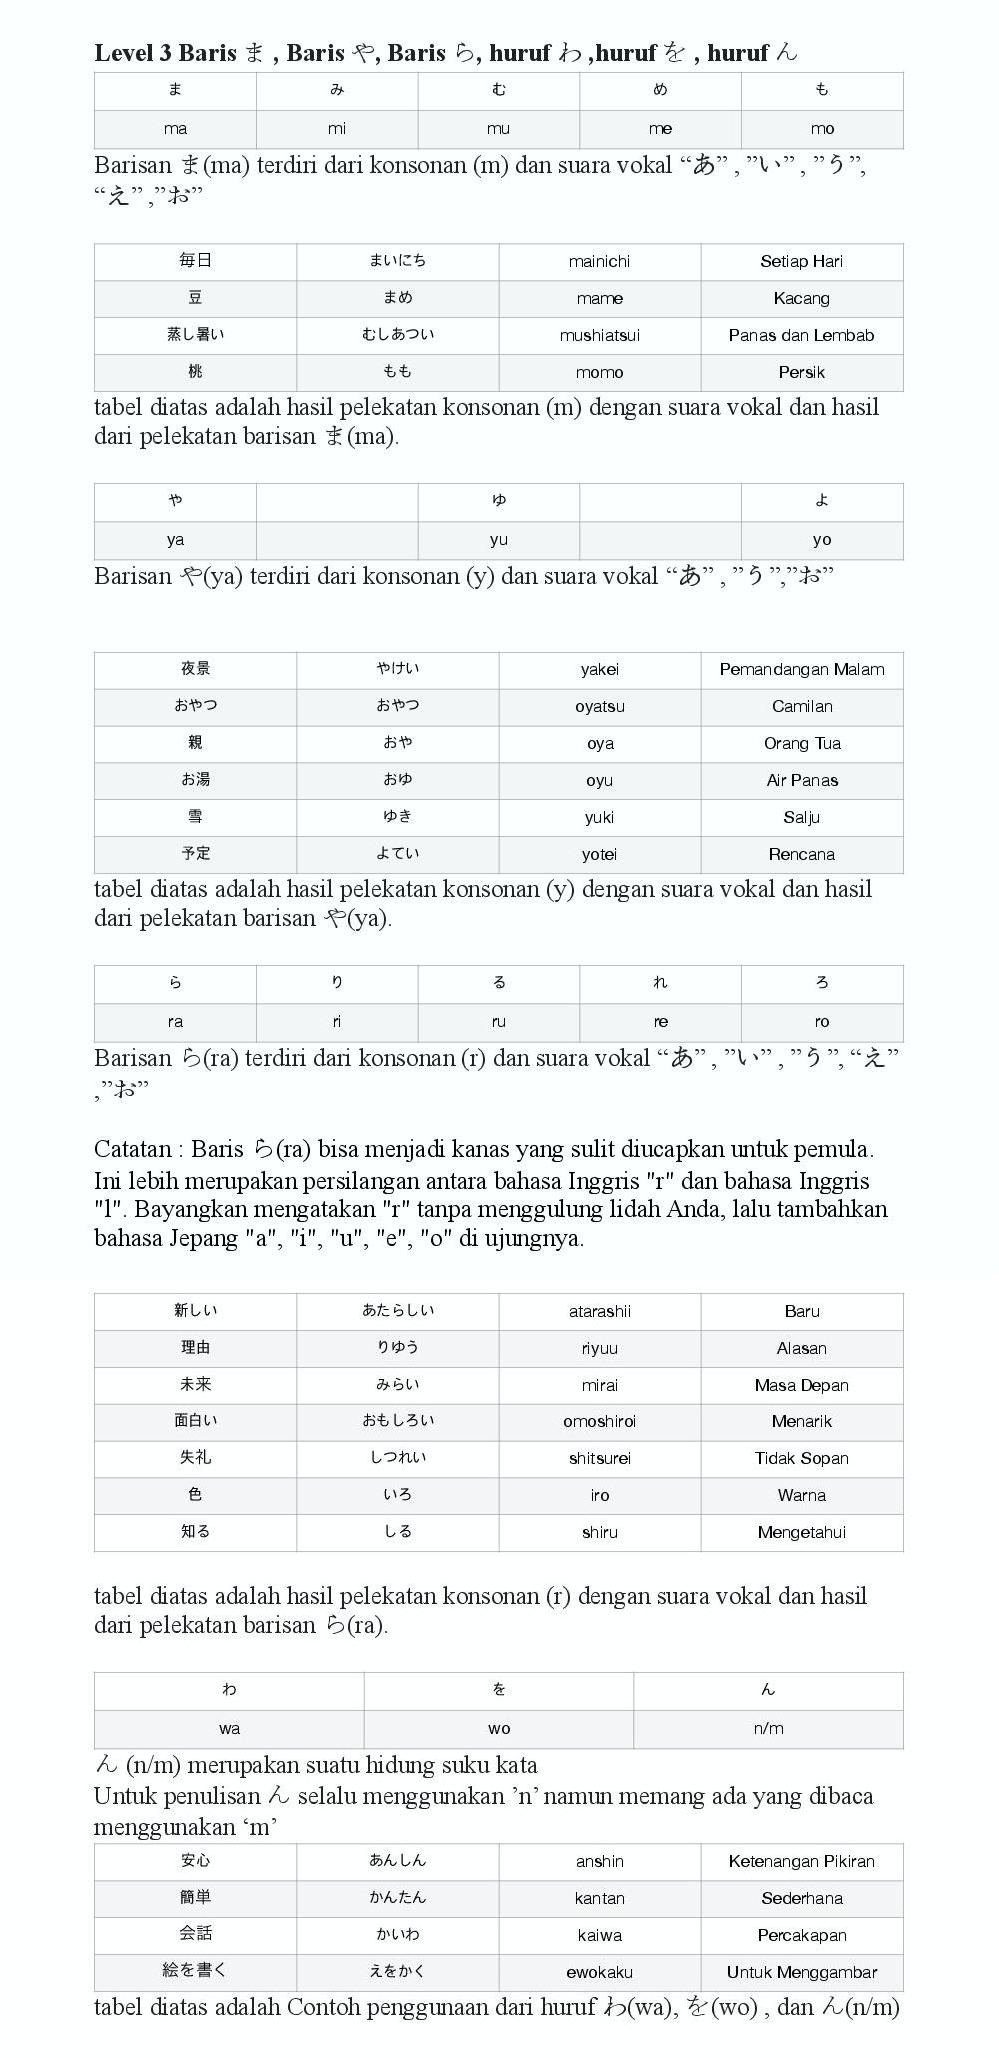 Level 3 Baris ま , Baris や, Baris ら, huruf わ ,huruf を , huruf ん
ま み む め も
ma mi mu me mo
Barisan ま(ma) terdiri dari konsonan (m) dan suara vokal “あ” , ”い” , ”う”,
“え” ,”お”
毎日 まいにち mainichi Setiap Hari
豆 まめ mame Kacang
蒸し暑い むしあつい mushiatsui Panas dan Lembab
桃 もも momo Persik
tabel diatas adalah hasil pelekatan konsonan (m) dengan suara vokal dan hasil
dari pelekatan barisan ま(ma).
や ゆ よ
ya yu yo
Barisan や(ya) terdiri dari konsonan (y) dan suara vokal “あ” , ”う”,”お”
夜景 やけい yakei Pemandangan Malam
おやつ おやつ oyatsu Camilan
親 おや oya Orang Tua
お湯 おゆ oyu Air Panas
雪 ゆき yuki Salju
予定 よてい yotei Rencana
tabel diatas adalah hasil pelekatan konsonan (y) dengan suara vokal dan hasil
dari pelekatan barisan や(ya).
ら り る れ ろ
ra ri ru re ro
Barisan ら(ra) terdiri dari konsonan (r) dan suara vokal “あ” , ”い” , ”う”, “え”
,”お”
Catatan : Baris ら(ra) bisa menjadi kanas yang sulit diucapkan untuk pemula.
Ini lebih merupakan persilangan antara bahasa Inggris "r" dan bahasa Inggris
"l". Bayangkan mengatakan "r" tanpa menggulung lidah Anda, lalu tambahkan
bahasa Jepang "a", "i", "u", "e", "o" di ujungnya.
新しい あたらしい atarashii Baru
理由 りゆう riyuu Alasan
未来 みらい mirai Masa Depan
面白い おもしろい omoshiroi Menarik
失礼 しつれい shitsurei Tidak Sopan
色 いろ iro Warna
知る しる shiru Mengetahui
tabel diatas adalah hasil pelekatan konsonan (r) dengan suara vokal dan hasil
dari pelekatan barisan ら(ra).
わ を ん
wa wo n/m
ん (n/m) merupakan suatu hidung suku kata
Untuk penulisan ん selalu menggunakan ’n’ namun memang ada yang dibaca
menggunakan ‘m’
安心 あんしん anshin Ketenangan Pikiran
簡単 かんたん kantan Sederhana
会話 かいわ kaiwa Percakapan
絵を書く えをかく ewokaku Untuk Menggambar
tabel diatas adalah Contoh penggunaan dari huruf わ(wa), を(wo) , dan ん(n/m)